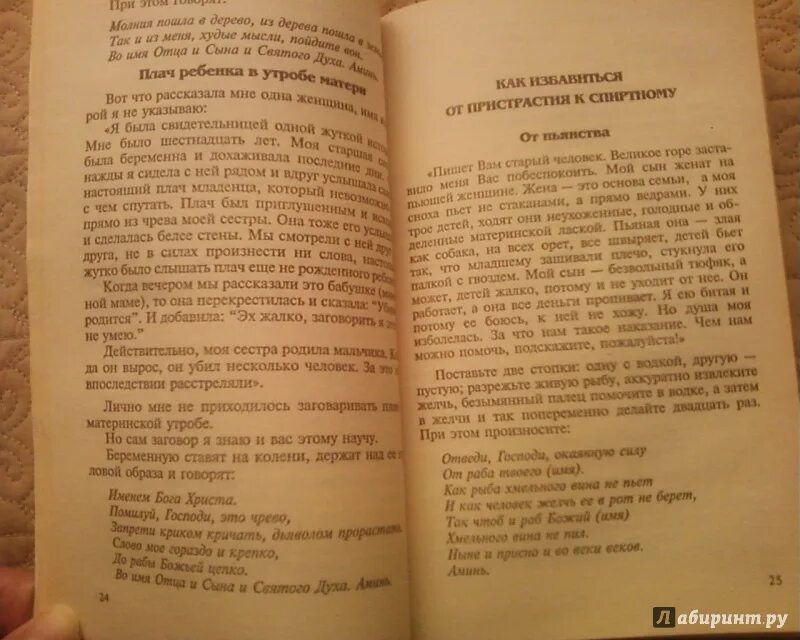 При этом говорят:
Молния пошла в дерево, из дерева пошла в землю.
Так и из меня, худые мысли, пойдите вон.
Во имя Отца и Сына и Святого Духа. Аминь.
Плач ребенка в утробе матери
Вот что рассказала мне одна женщина, имя
рой я не указываю:
«Я была свидетельницей одной жуткой исто
Мне было шестнадцать лет. Моя старшая
была беременна и дохаживала последние дни.
нажды я сидела с ней рядом и вдруг услышала
настоящий плач младенца, который невозможно
с чем спутать. Плач был приглушенным и
прямо из чрева моей сестры. Она тоже его услы
и сделалась белее стены. Мы смотрели с ней друг
друга, не в силах произнести ни слова, настоль
жутко было слышать плач еще не рожденного ребен
Когда вечером мы рассказали это бабушке (ма
ной маме), то она перекрестилась и сказала: “Уби
родится”. И добавила: “Эх жалко, заговорить я э
не умею.”
Действительно, моя сестра родила мальчика. К
да он вырос, он убил несколько человек. За это
впоследствии расстреляли».
Лично мне не приходилось заговаривать плач
материнской утробе.
Но сам заговор я знаю и вас этому научу.
Беременную ставят на колени, держат над ее
ловой образа и говорят:
Именем Бога Христа.
Помилуй, Господи, это чрево,
Запрети криком кричать, дьяволом прорастать.
Слово мое гораздо и крепко,
До рабы Божьей цепко.
Во имя Отца и Сына и Святого Духа. Аминь.
24
КАК ИЗБАВИТЬСЯ
ОТ ПРИСТРАСТИЯ К СПИРТНОМУ
От пьянства
«Пишет Вам старый человек. Великое горе заста-
вило меня Вас побеспокоить. Мой сын женат на
пьющей женщине. Жена — это основа семьи, а моя
сноха пьет не стаканами, а прямо ведрами. У них
трое детей, ходят они неухоженные, голодные и об-
деленные материнской лаской. Пьяная она — злая
как собака, на всех орет, все швыряет, детей бьет
так, что младшему зашивали плечо, стукнула его
палкой с гвоздем. Мой сын — безвольный тюфяк, а
может, детей жалко, потому и не уходит от нее. Он
работает, а она все деньги пропивает. Я ею битая и
потому ее боюсь, к ней не хожу. Но душа моя
изболелась. За что нам такое наказание. Чем нам
можно помочь, подскажите, пожалуйста!»
Поставьте две стопки: одну с водкой, другую —
пустую; разрежьте живую рыбу, аккуратно извлеките
желчь, безымянный палец помочите в водке, а затем
в желчи и так попеременно делайте двадцать раз.
При этом произносите:
Отведи, Господи, окаянную силу
От раба твоего (имя).
Как рыба хмельного вина не пьет
И как человек желчь ее в рот не берет,
Так чтоб и раб Божий (имя)
Хмельного вина не пил.
Ныне и присно и во веки веков.
Аминь.
25
Лабиринт.ру